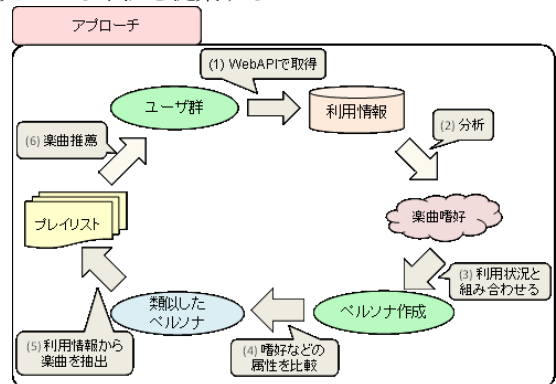 アプローチ
(1) WebAPIで取得
ユーザ群
利用情報
(2) 分析
楽曲嗜好
(3) 利用状況と
組み合わせる
ペルソナ作成
(4) 嗜好などの
属性を比較
類似した
ペルソナ
(5) 利用情報から
楽曲を抽出
プレイリスト
(6) 楽曲推薦